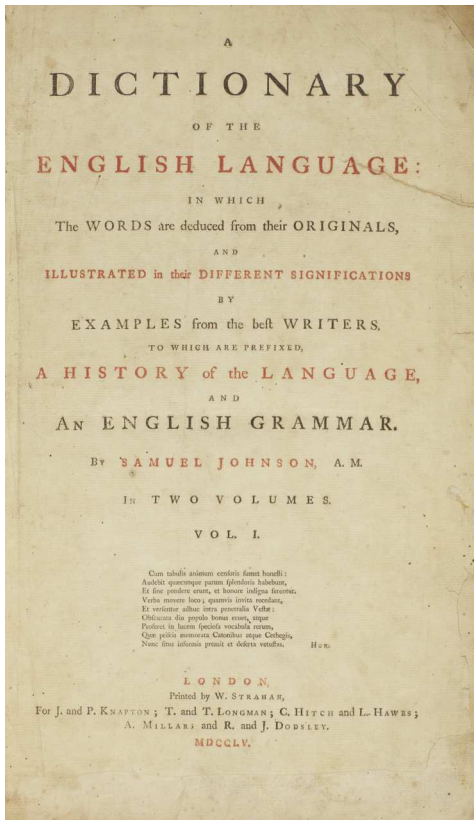 A
DICTIONARY
OF THE
ENGLISH LANGUAGE:
IN WHICH
The WORDS are deduced from their ORIGINALS,
AND
ILLUSTRATED in their DIFFERENT SIGNIFICATIONS
BY
EXAMPLES from the beſt WRITERS.
TO WHICH ARE PREFIXED,
A HISTORY of the LANGUAGE,
AND
AN ENGLISH GRAMMAR.
BY SAMUEL JOHNSON, A. M.
IN TWO VOLUMES.
VOL. I.
Cum tabulis animum cenſoris ſumet honeſti:
Audebit quæcunque parum ſplendoris habebunt,
Et ſine pondere erunt, et honore indigna ferentur.
Verba movere loco; quamvis invita recedant,
Et verſentur adhuc intra penetralia Veſtæ:
Obſcurata diu populo bonus eruet, atque
Proferet in lucem ſpecioſa vocabula rerum,
Quæ priſcis memorata Catonibus atque Cethegis,
Nunc ſitus informis premit et deſerta vetuſtas. HOR.
LONDON,
Printed by W. STRAHAN,
For J. and P. KNAPTON; T. and T. LONGMAN; C. HITCH and L. HAWES;
A. MILLAR; and R. and J. DODSLEY.
MDCCLV.